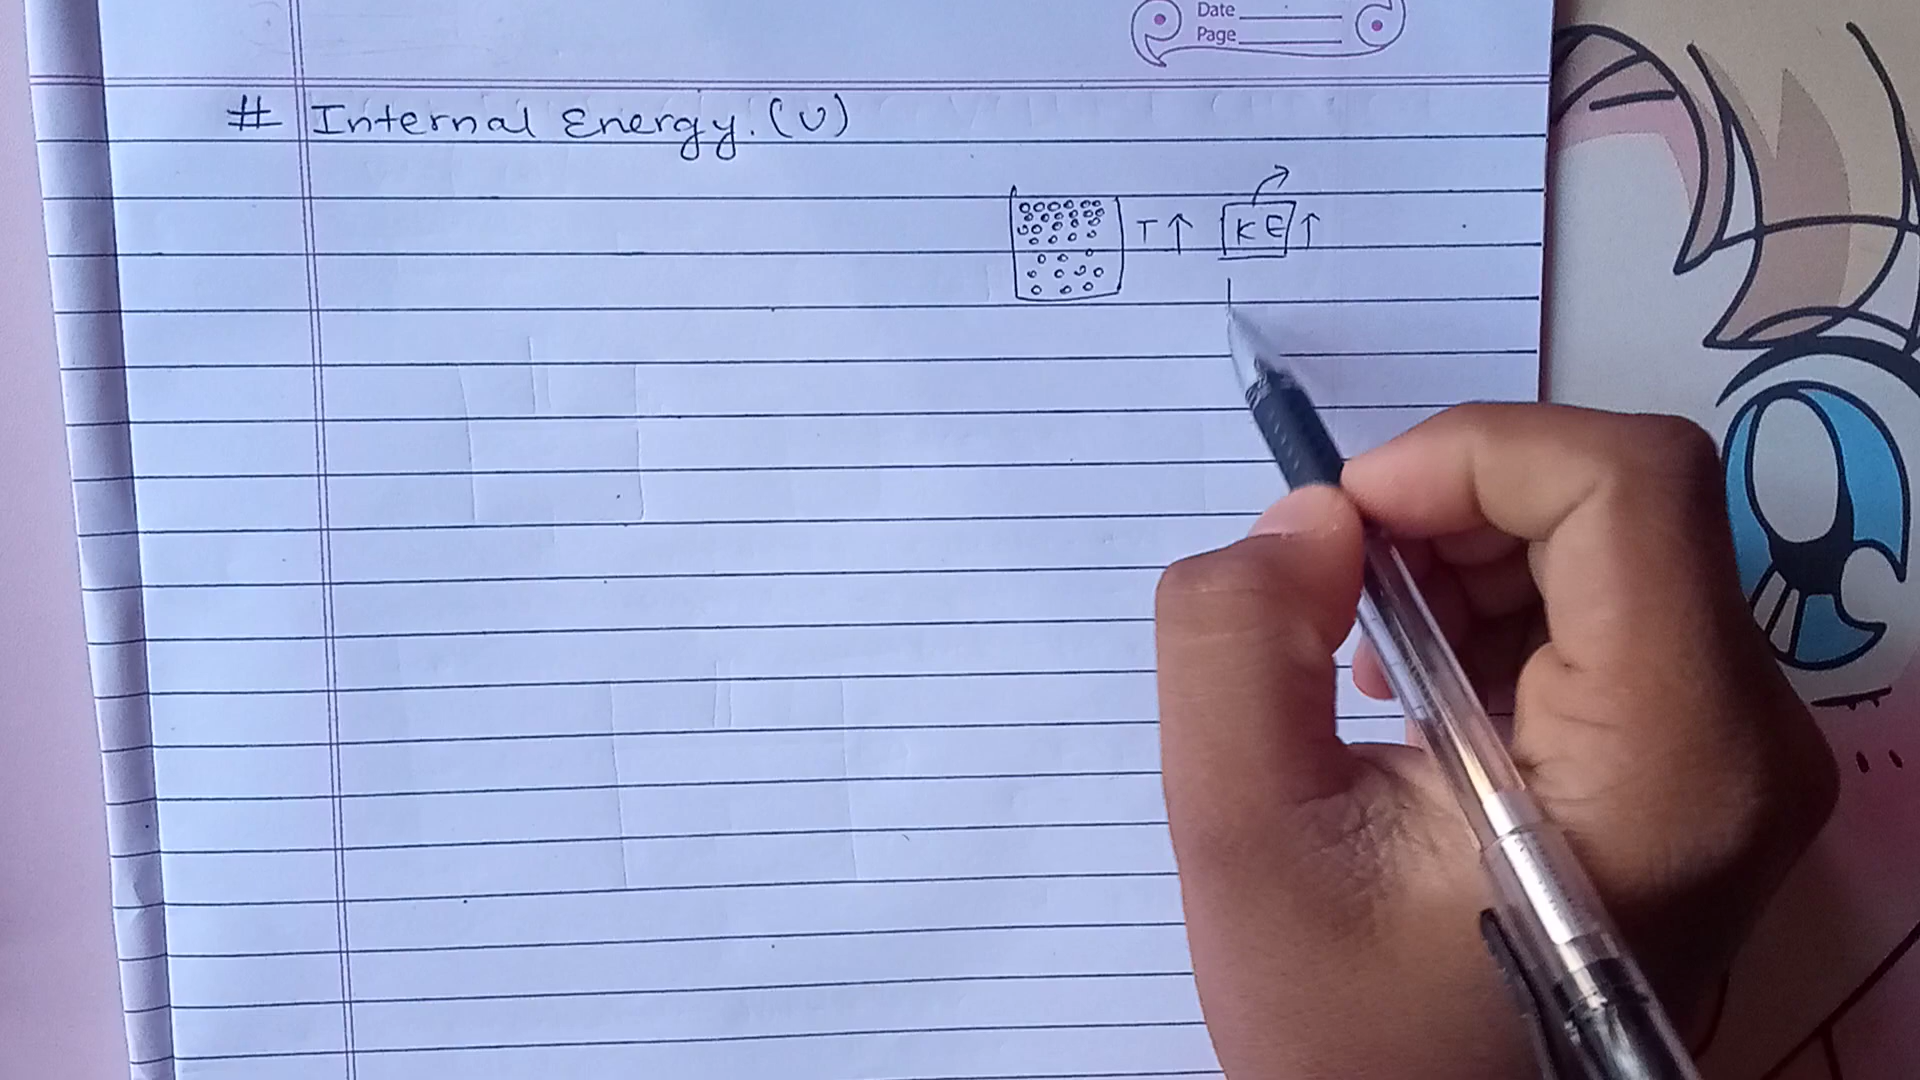 Date
Page
# Internal Energy. (U)
T↑ KE↑